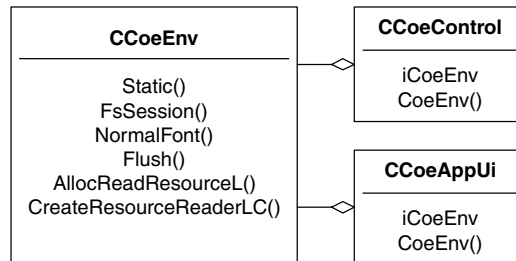 CCoeEnv
Static()
FsSession()
NormalFont()
Flush()
AllocReadResourceL()
CreateResourceReaderLC()
CCoeControl
iCoeEnv
CoeEnv()
CCoeAppUi
iCoeEnv
CoeEnv()